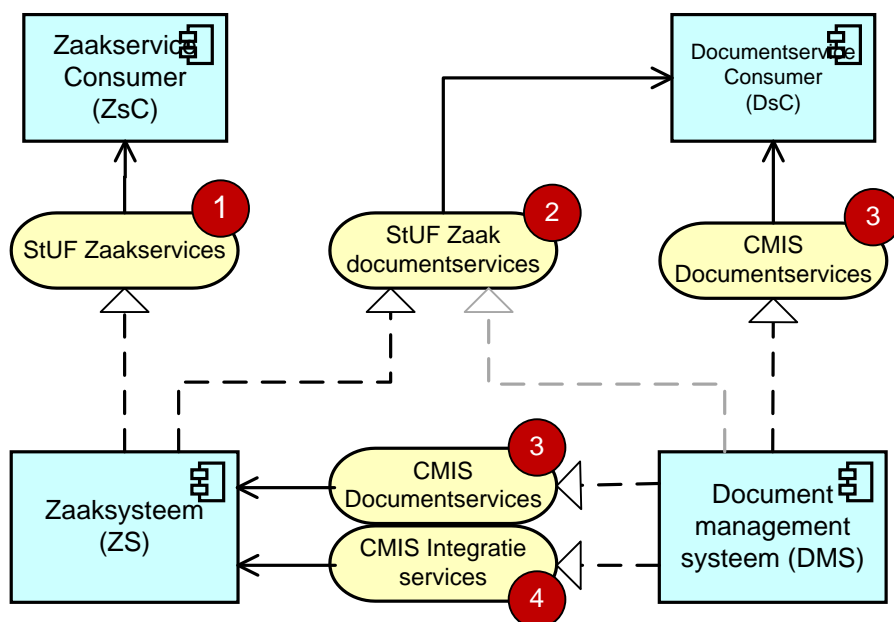 Zaakservice
Consumer
(ZsC)
Documentservice
Consumer
(DsC)
1
StUF Zaakservices
2
StUF Zaak
documentservices
3
CMIS
Documentservices
Zaaksysteem
(ZS)
3
CMIS
Documentservices
CMIS Integratie
services
4
Document
management
systeem (DMS)